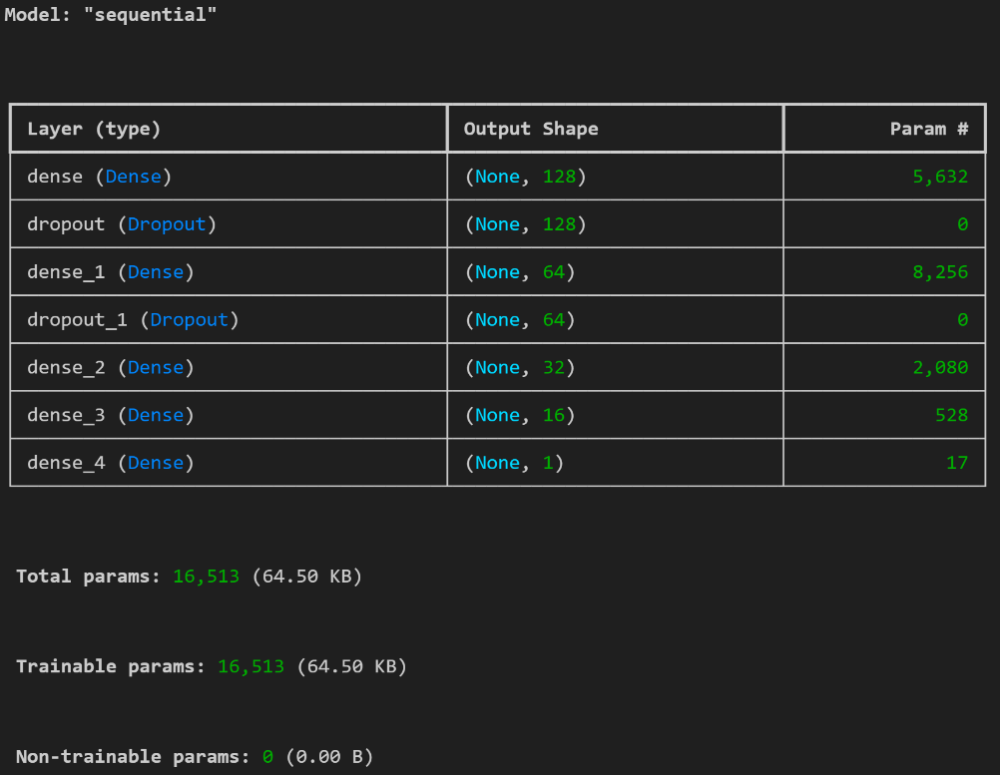 Model: "sequential"
Layer (type) Output Shape Param #
dense (Dense) (None, 128) 5,632
dropout (Dropout) (None, 128) 0
dense_1 (Dense) (None, 64) 8,256
dropout_1 (Dropout) (None, 64) 0
dense_2 (Dense) (None, 32) 2,080
dense_3 (Dense) (None, 16) 528
dense_4 (Dense) (None, 1) 17
Total params: 16,513 (64.50 KB)
Trainable params: 16,513 (64.50 KB)
Non-trainable params: 0 (0.00 B)